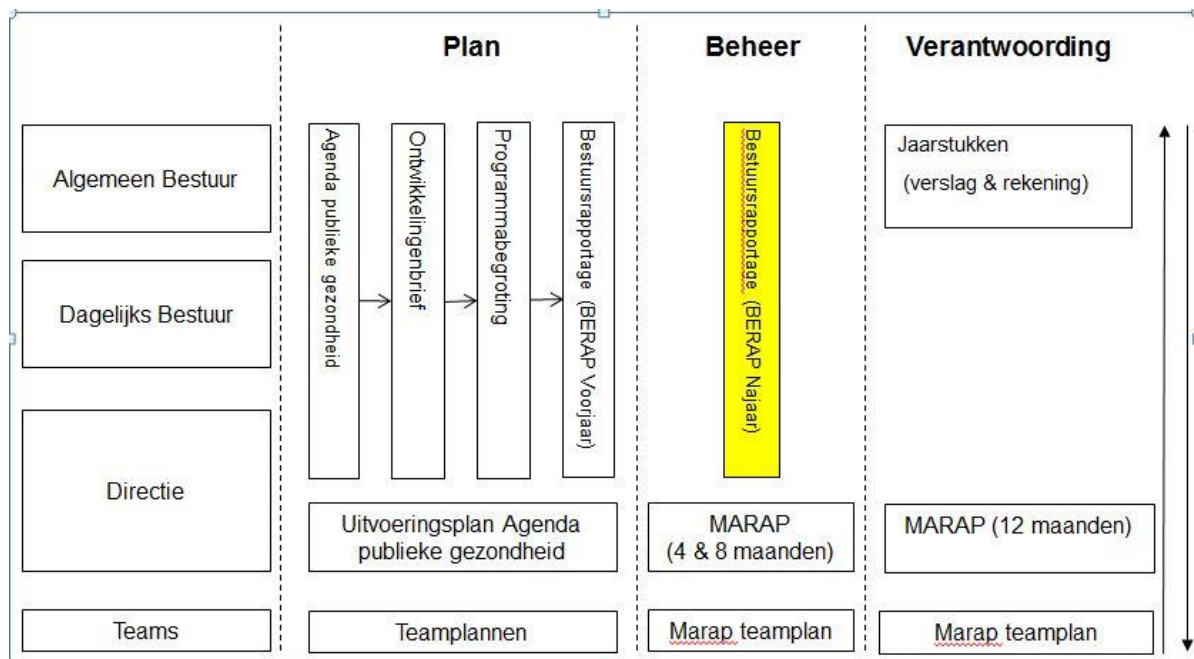 Plan
Beheer
Verantwoording
Algemeen Bestuur
Dagelijks Bestuur
Directie
Teams
Agenda publieke gezondheid
Ontwikkelingenbrief
Programmabegroting
Bestuursrapportage (BERAP Voorjaar)
Uitvoeringsplan Agenda
publieke gezondheid
Teamplannen
Bestuursrapportage (BERAP Najaar)
MARAP
(4 & 8 maanden)
Marap teamplan
Jaarstukken
(verslag & rekening)
MARAP (12 maanden)
Marap teamplan